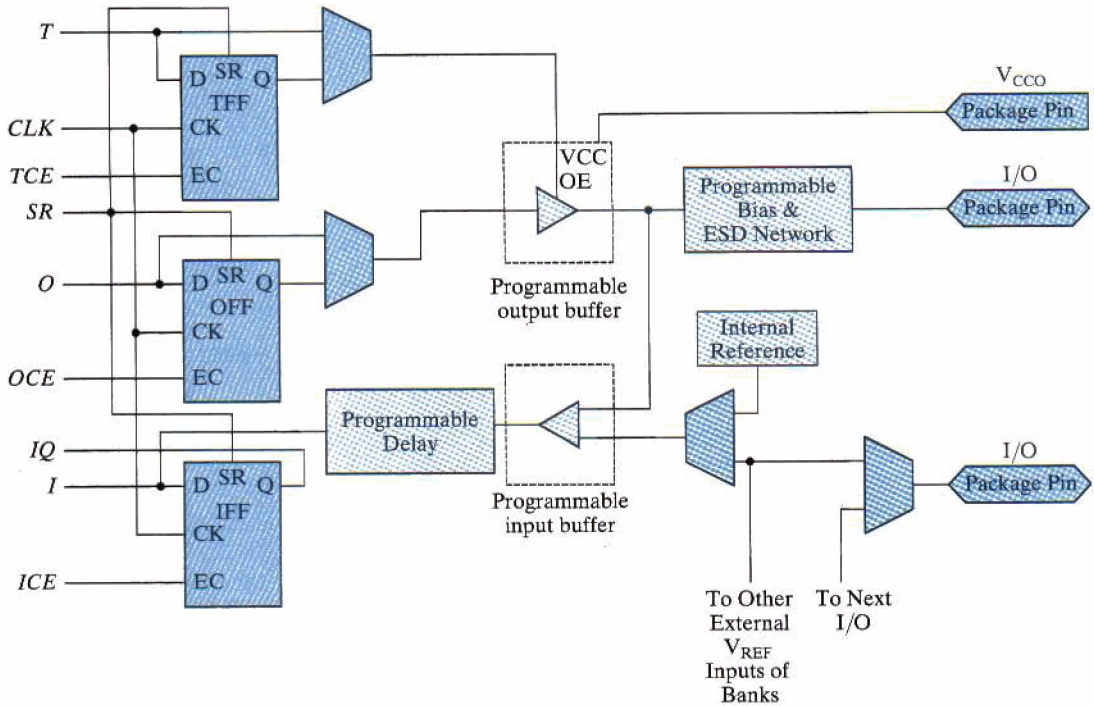 T
D SR Q
TFF
CK
EC
CLK
TCE
SR
VCC
OE
Programmable
output buffer
V_CCO
Package Pin
Programmable
Bias &
ESD Network
I/O
Package Pin
O
D SR Q
OFF
CK
EC
OCE
Internal
Reference
Programmable
Delay
Programmable
input buffer
IQ
I
D SR Q
IFF
CK
EC
ICE
I/O
Package Pin
To Other
External
V_REF
Inputs of
Banks
To Next
I/O